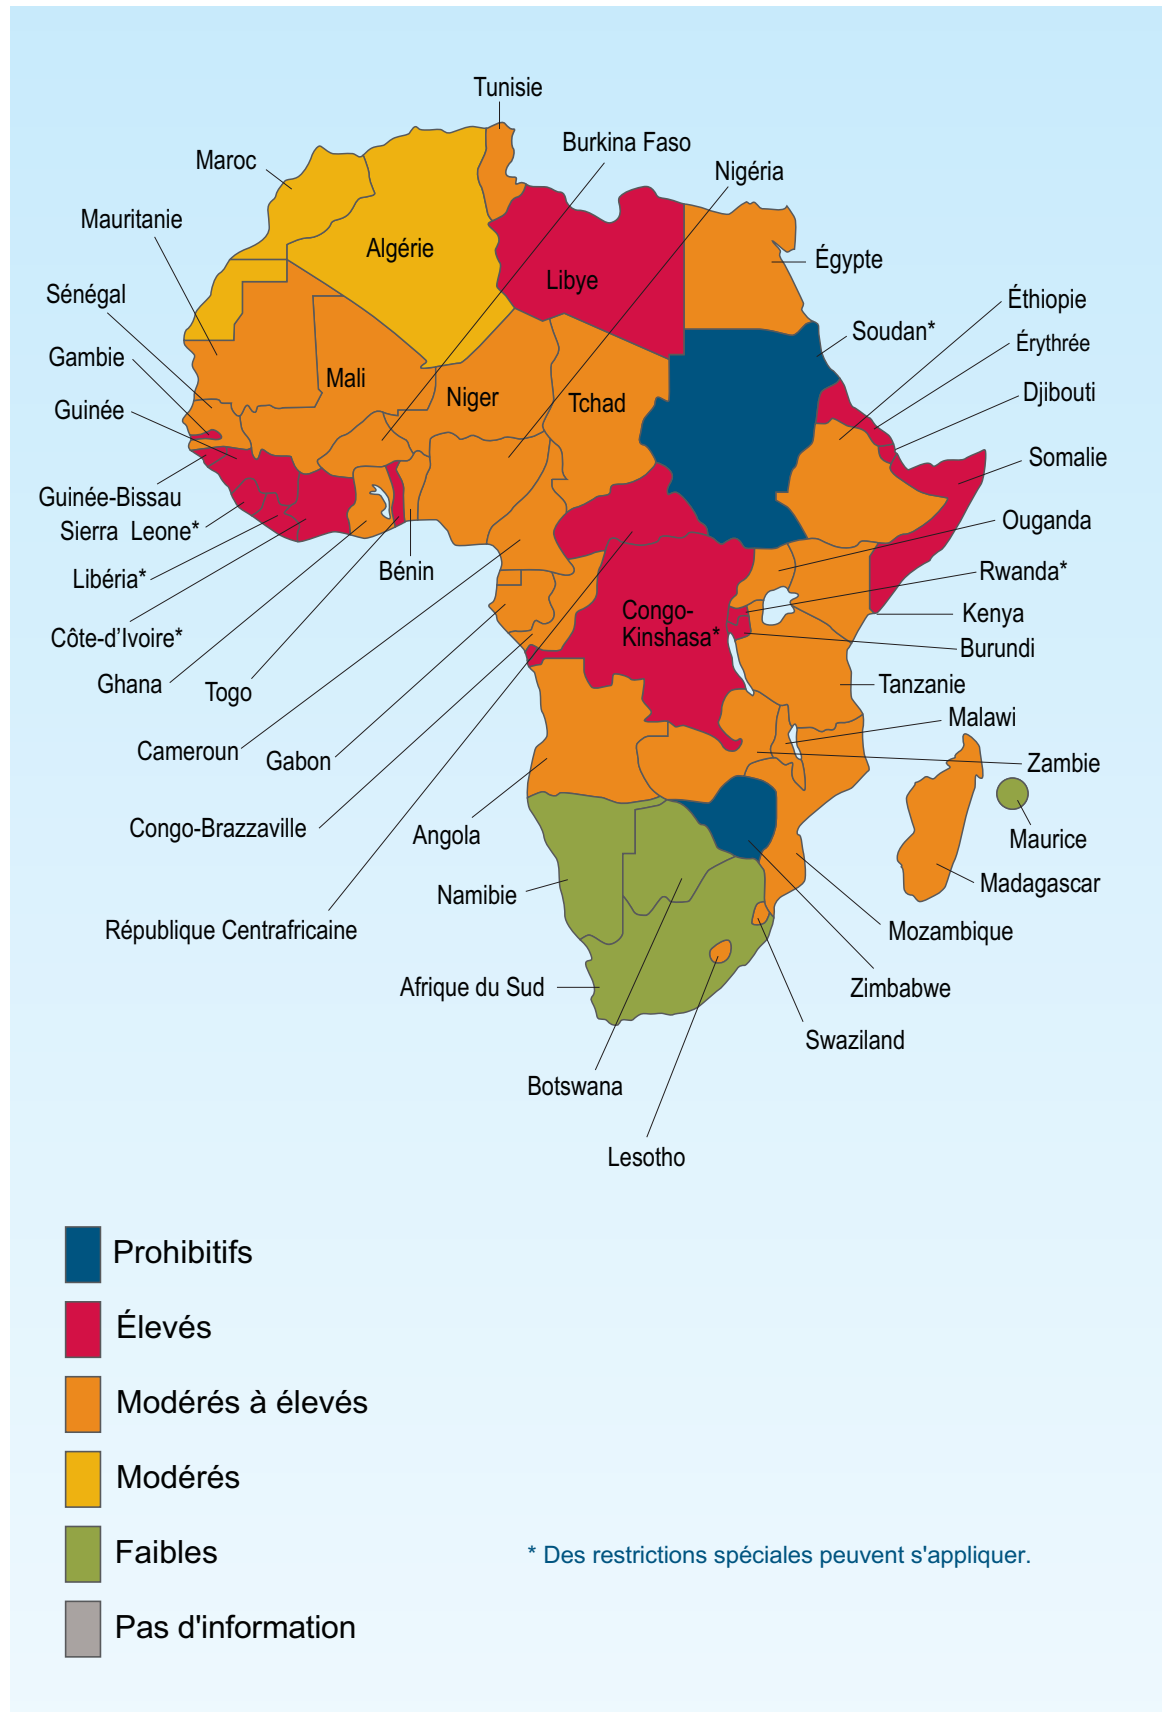 Tunisie
Burkina Faso
Maroc
Nigéria
Mauritanie
Algérie
Égypte
Libye
Sénégal
Éthiopie
Soudan*
Érythrée
Gambie
Mali
Niger
Tchad
Djibouti
Guinée
Somalie
Guinée-Bissau
Ouganda
Sierra Leone*
Bénin
Rwanda*
Libéria*
Congo-
Kinshasa*
Kenya
Côte-d'Ivoire*
Burundi
Ghana
Togo
Tanzanie
Malawi
Cameroun
Gabon
Zambie
Congo-Brazzaville
Angola
Maurice
Namibie
Madagascar
République Centrafricaine
Mozambique
Afrique du Sud
Zimbabwe
Swaziland
Botswana
Lesotho
Prohibitifs
Élevés
Modérés à élevés
Modérés
Faibles
* Des restrictions spéciales peuvent s'appliquer.
Pas d'information